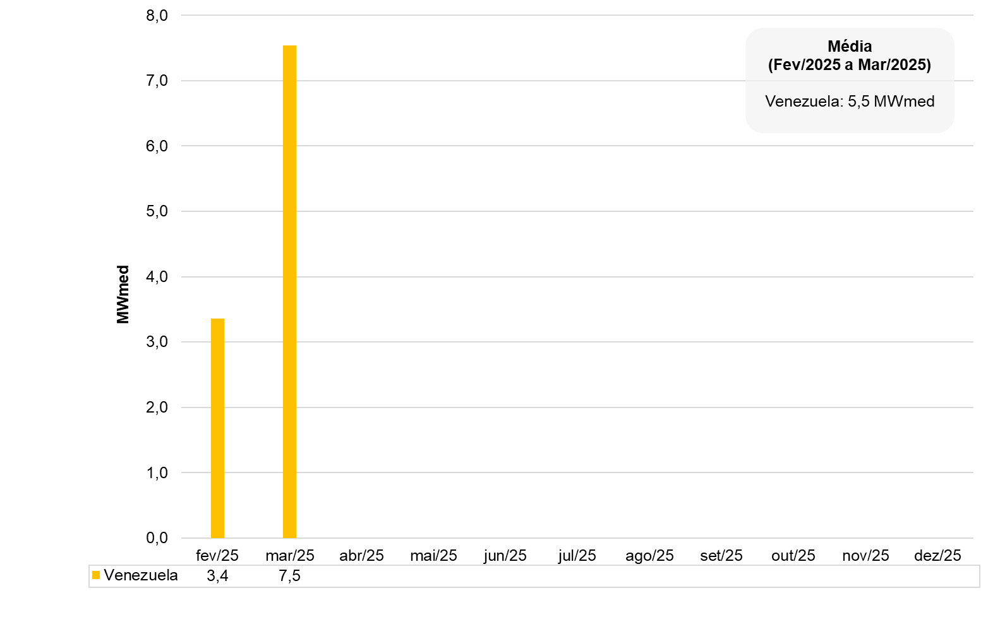 8,0
7,0
6,0
5,0
4,0
3,0
2,0
1,0
0,0
MWmed
Média
(Fev/2025 a Mar/2025)
Venezuela: 5,5 MWmed
fev/25 mar/25 abr/25 mai/25 jun/25 jul/25 ago/25 set/25 out/25 nov/25 dez/25
Venezuela 3,4 7,5